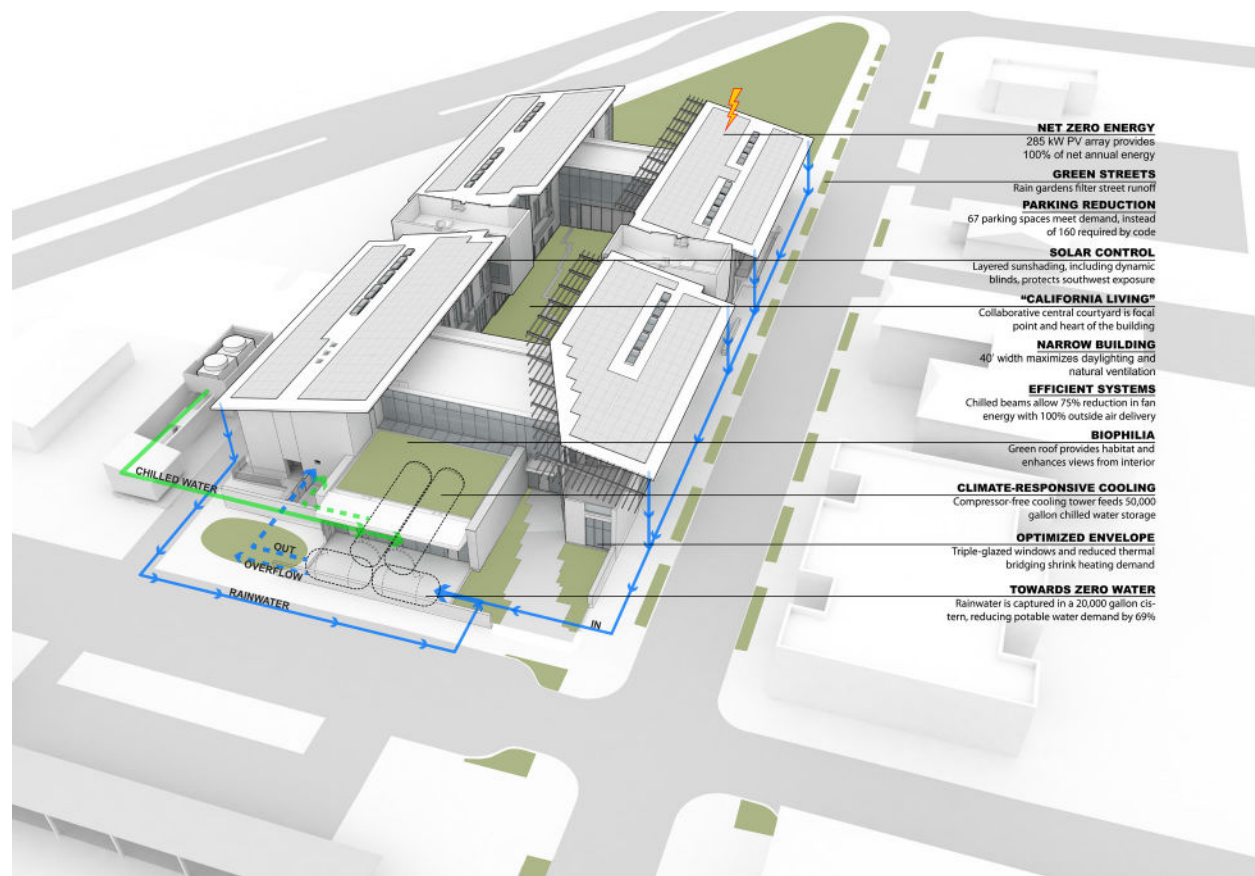 NET ZERO ENERGY
285 kW PV array provides
100% of net annual energy
GREEN STREETS
Rain gardens filter street runoff
PARKING REDUCTION
67 parking spaces meet demand, instead
of 160 required by code
SOLAR CONTROL
Layered sunshading, including dynamic
blinds, protects southwest exposure
“CALIFORNIA LIVING”
Collaborative central courtyard is focal
point and heart of the building
NARROW BUILDING
40' width maximizes daylighting and
natural ventilation
EFFICIENT SYSTEMS
Chilled beams allow 75% reduction in fan
energy with 100% outside air delivery
BIOPHILIA
Green roof provides habitat and
enhances views from interior
CLIMATE-RESPONSIVE COOLING
Compressor-free cooling tower feeds 50,000
gallon chilled water storage
OPTIMIZED ENVELOPE
Triple-glazed windows and reduced thermal
bridging shrink heating demand
TOWARDS ZERO WATER
Rainwater is captured in a 20,000 gallon cis-
tern, reducing potable water demand by 69%
CHILLED WATER
OUT
OVERFLOW
RAINWATER
IN